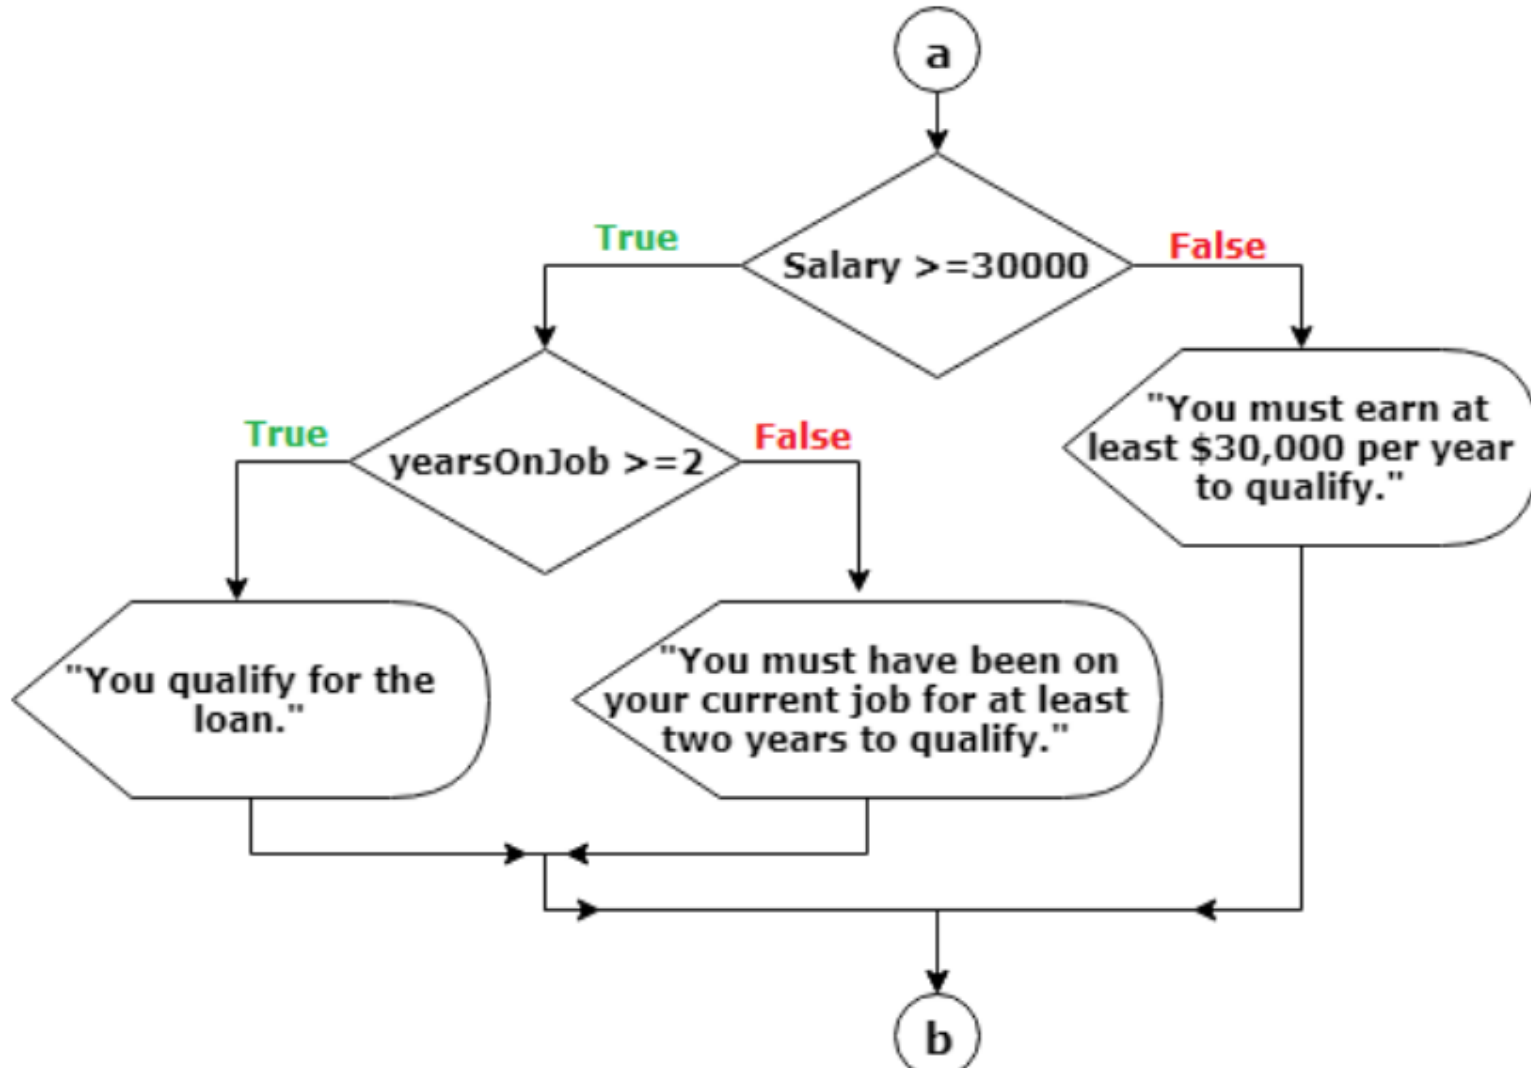 a
True
Salary >=30000
False
True
yearsOnJob >=2
False
"You must earn at
least $30,000 per year
to qualify."
"You qualify for the
loan."
"You must have been on
your current job for at least
two years to qualify."
b